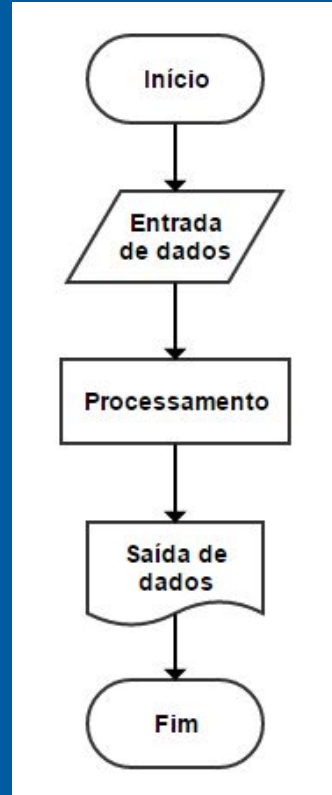 Início
Entrada
de dados
Processamento
Saída de
dados
Fim